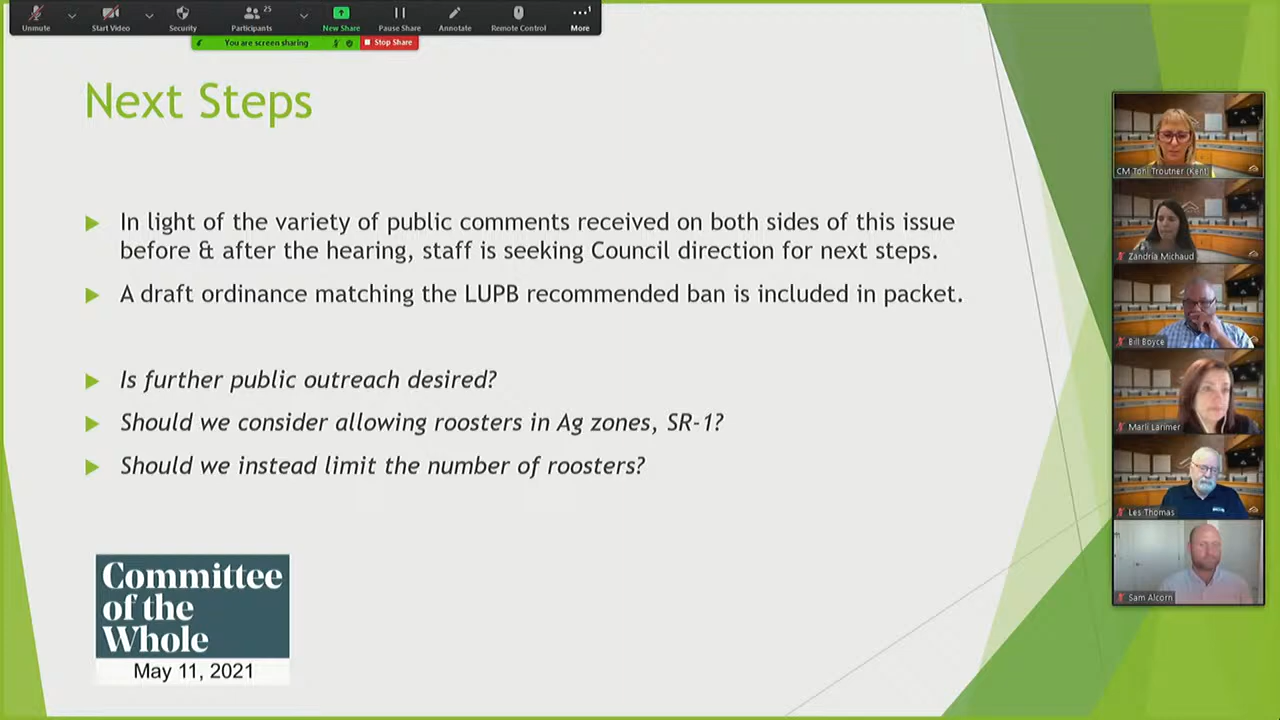 Unmute
Start Video
Security
Participants
25
New Share
Pause Share
Annotate
Remote Control
1
More
You are screen sharing
Stop Share
Next Steps
In light of the variety of public comments received on both sides of this issue
before & after the hearing, staff is seeking Council direction for next steps.
A draft ordinance matching the LUPB recommended ban is included in packet.
Is further public outreach desired?
Should we consider allowing roosters in Ag zones, SR-1?
Should we instead limit the number of roosters?
Committee
of the
Whole
May 11, 2021
CM Toni Troutner (Kent)
Zandria Michaud
Bill Boyce
Marli Larimer
Les Thomas
Sam Alcorn